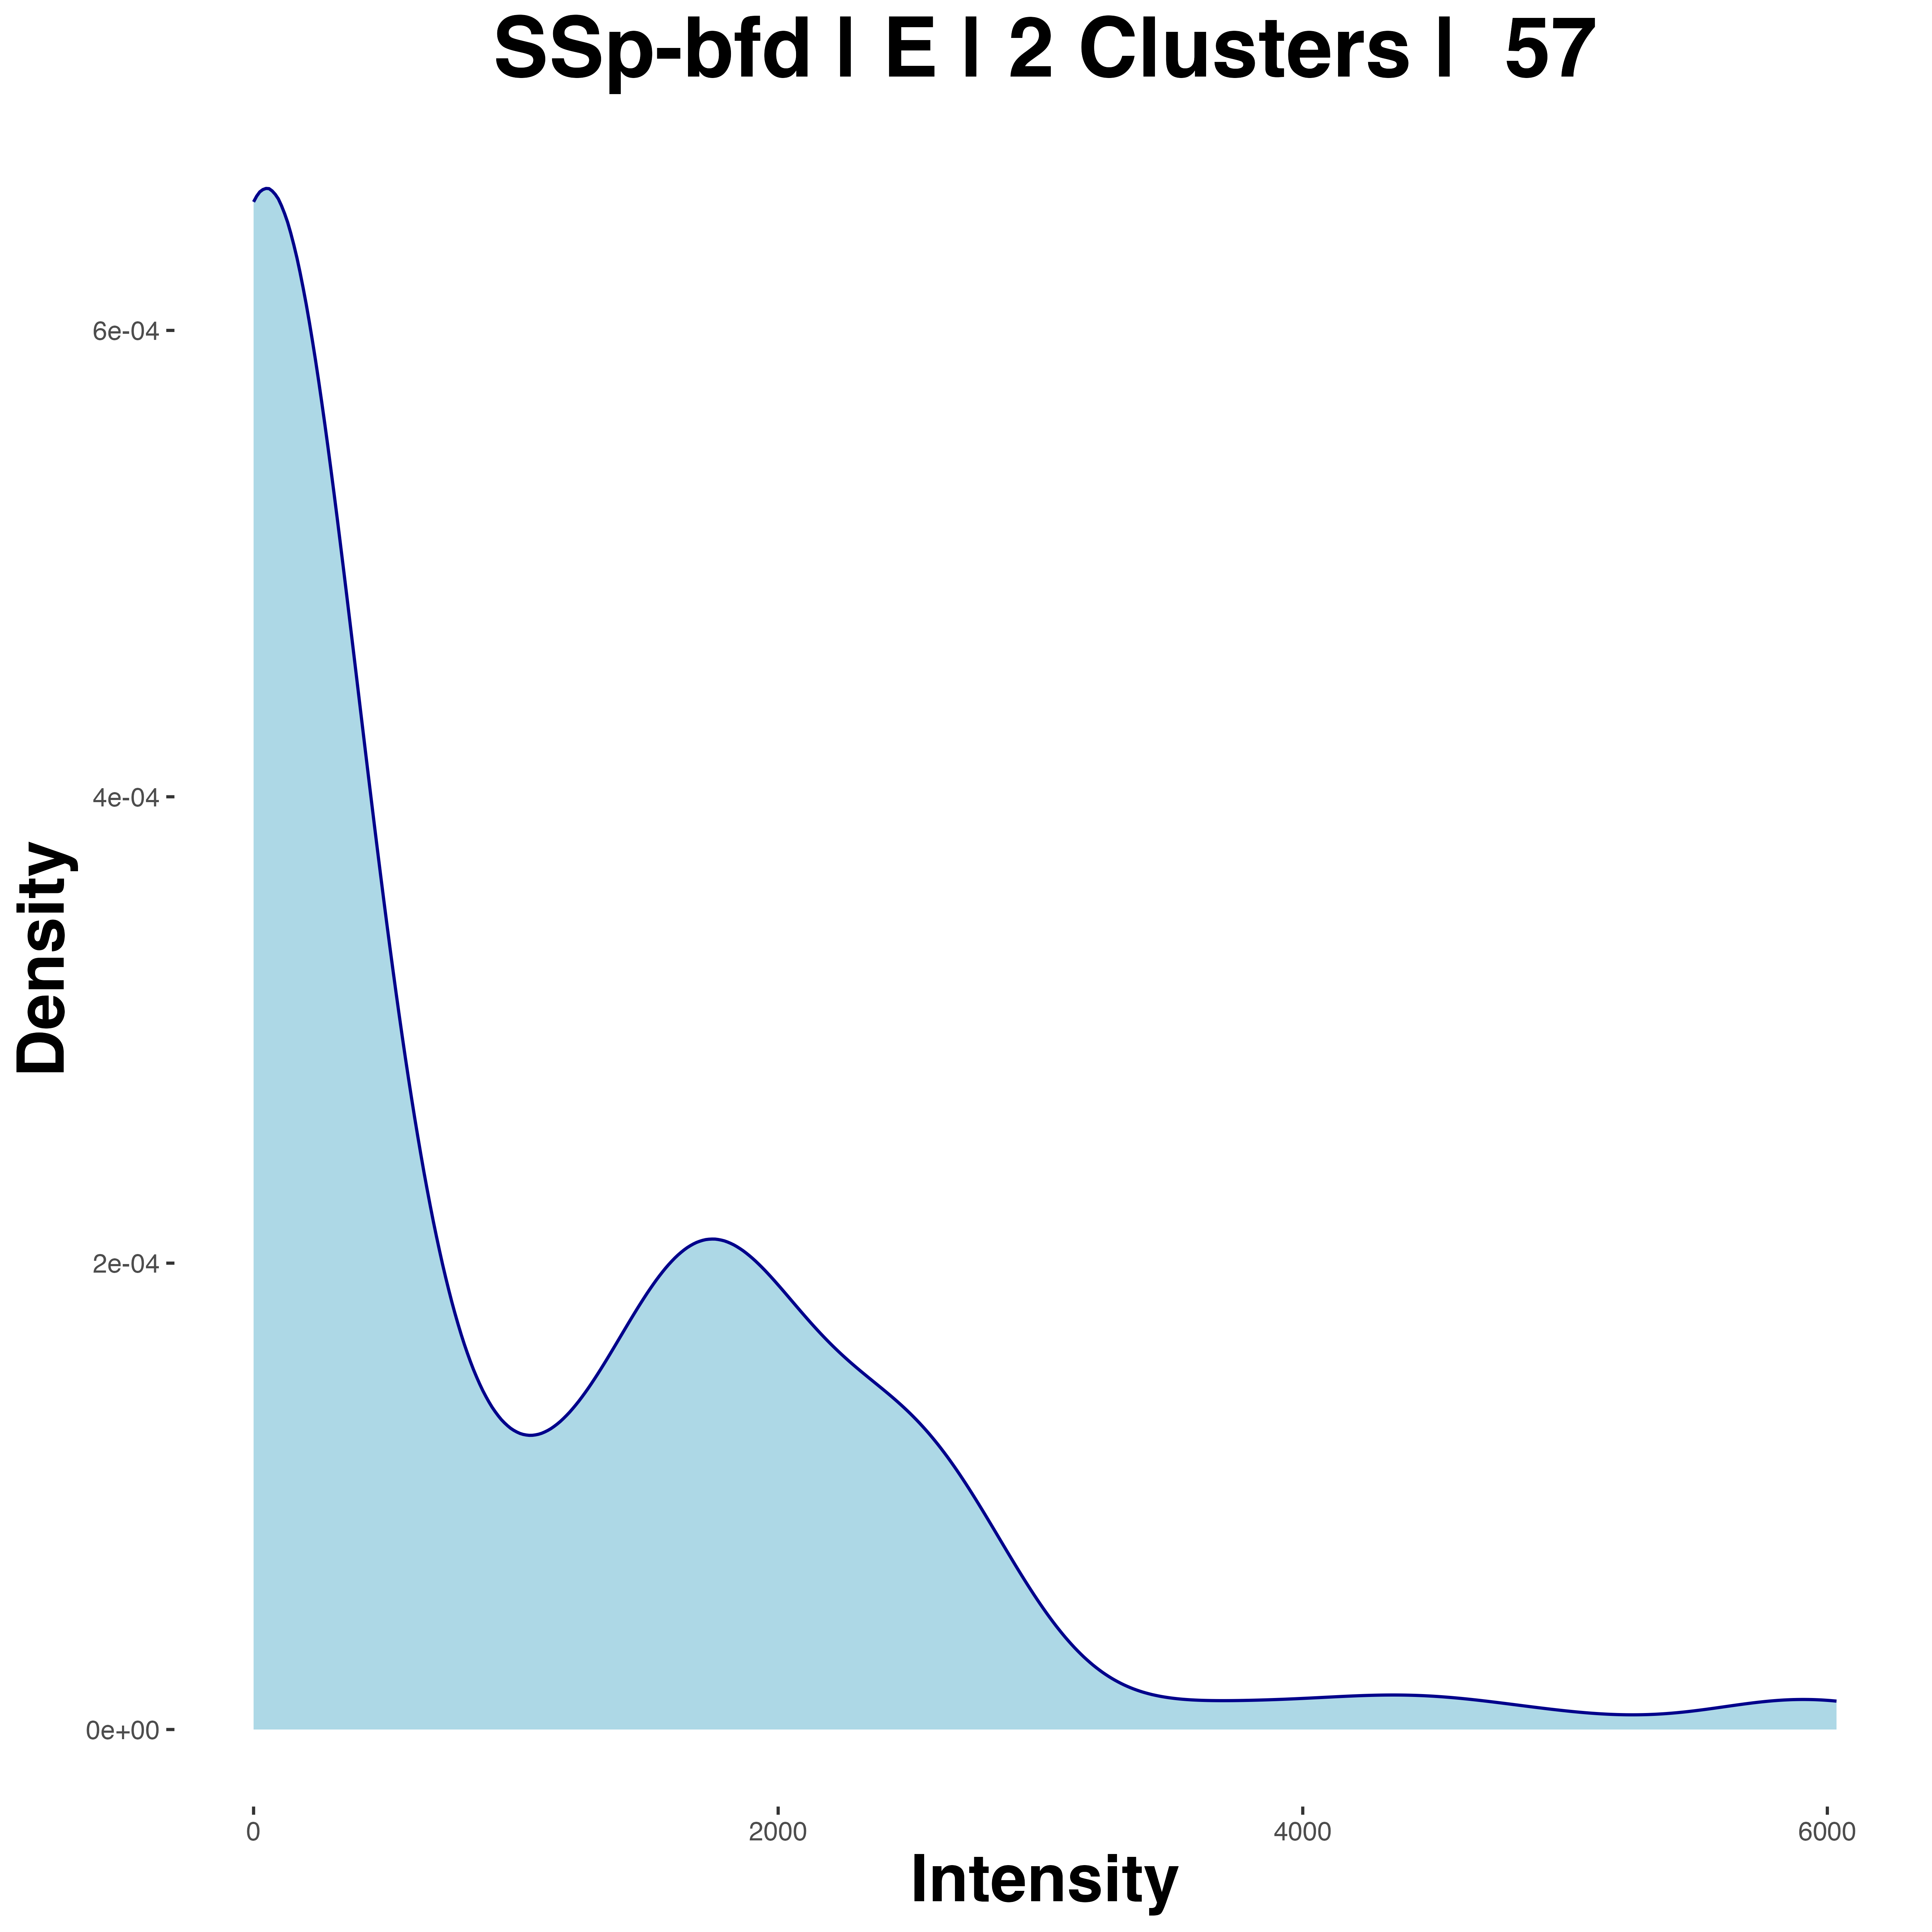 SSp-bfd | E | 2 Clusters |  57
6e-04
4e-04
2e-04
0e+00
Density
0
2000
4000
6000
Intensity